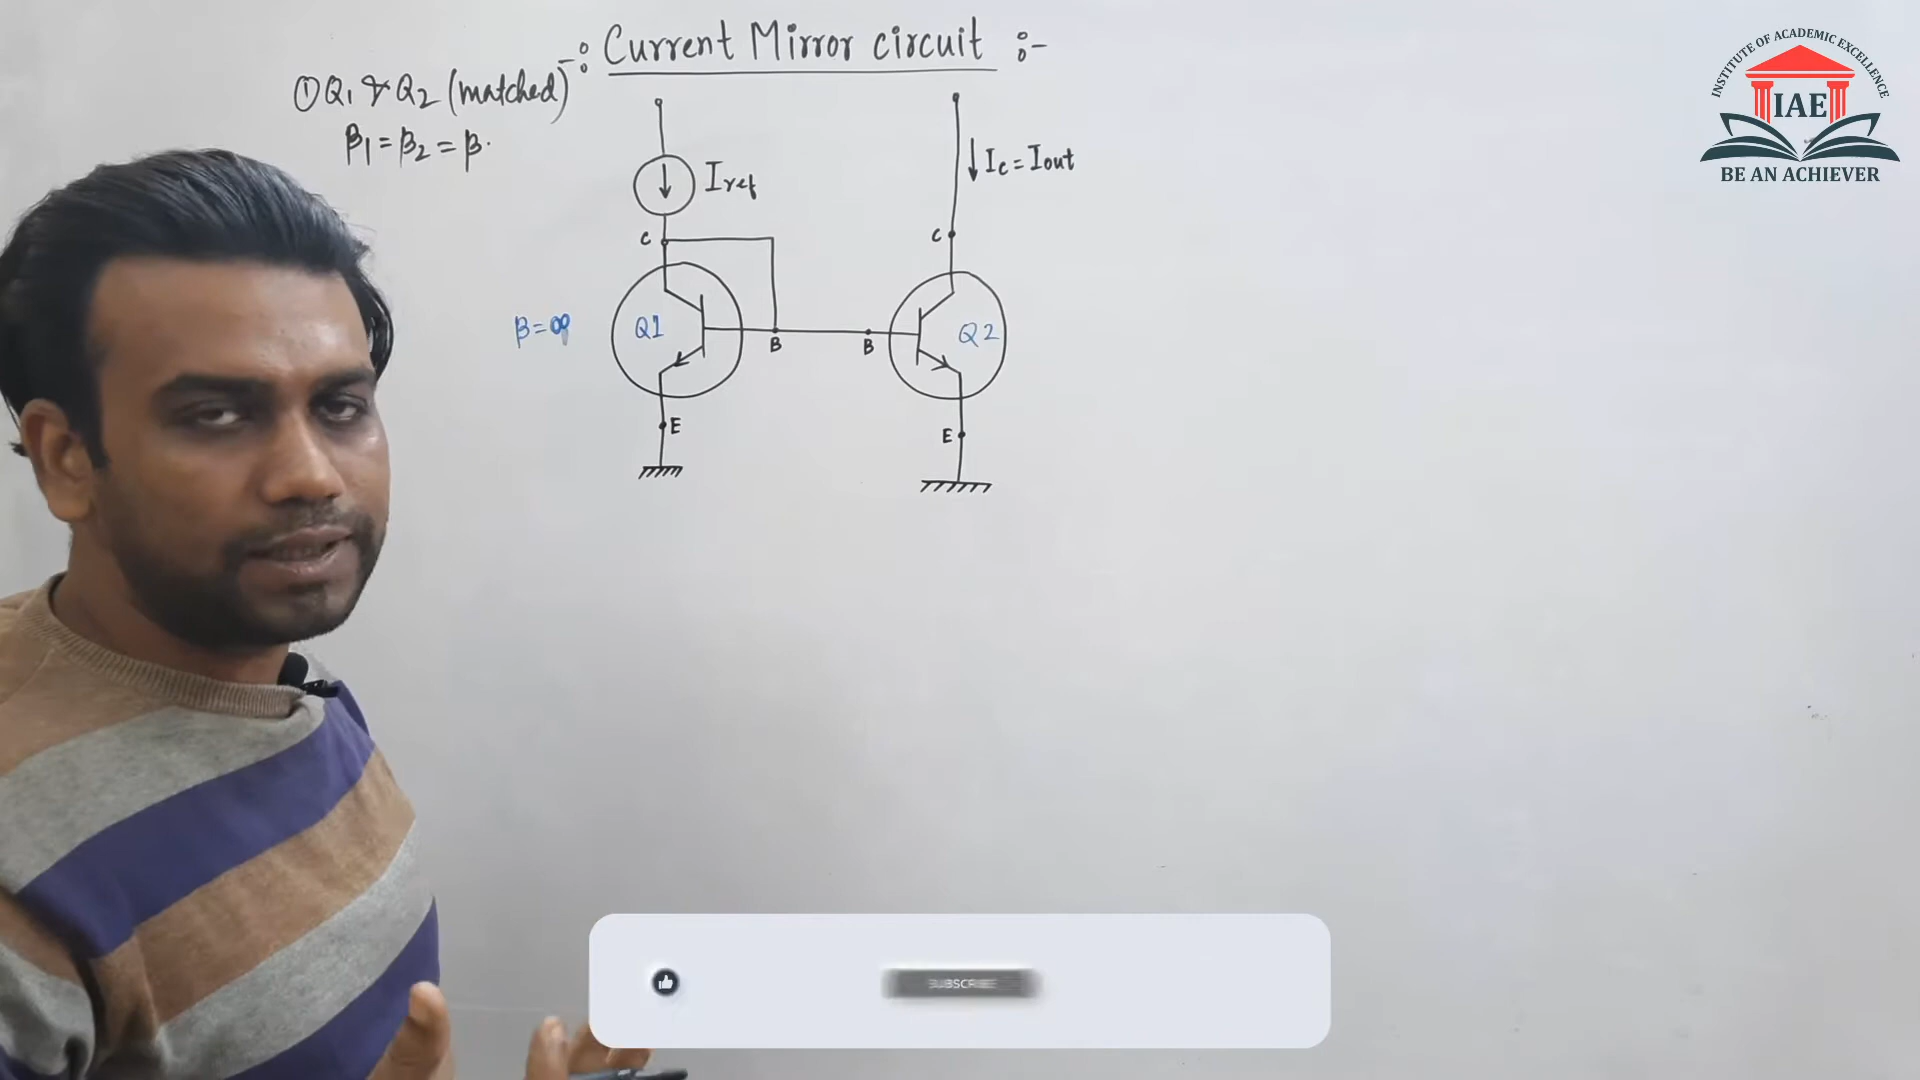 -: Current Mirror circuit :-
① Q1 & Q2 (matched)
β1 = β2 = β.
Iref
Ic = Iout
C
C
β = ∞
Q1
B
B
Q2
E
E
INSTITUTE OF ACADEMIC EXCELLENCE
IAE
BE AN ACHIEVER
SUBSCRIBE